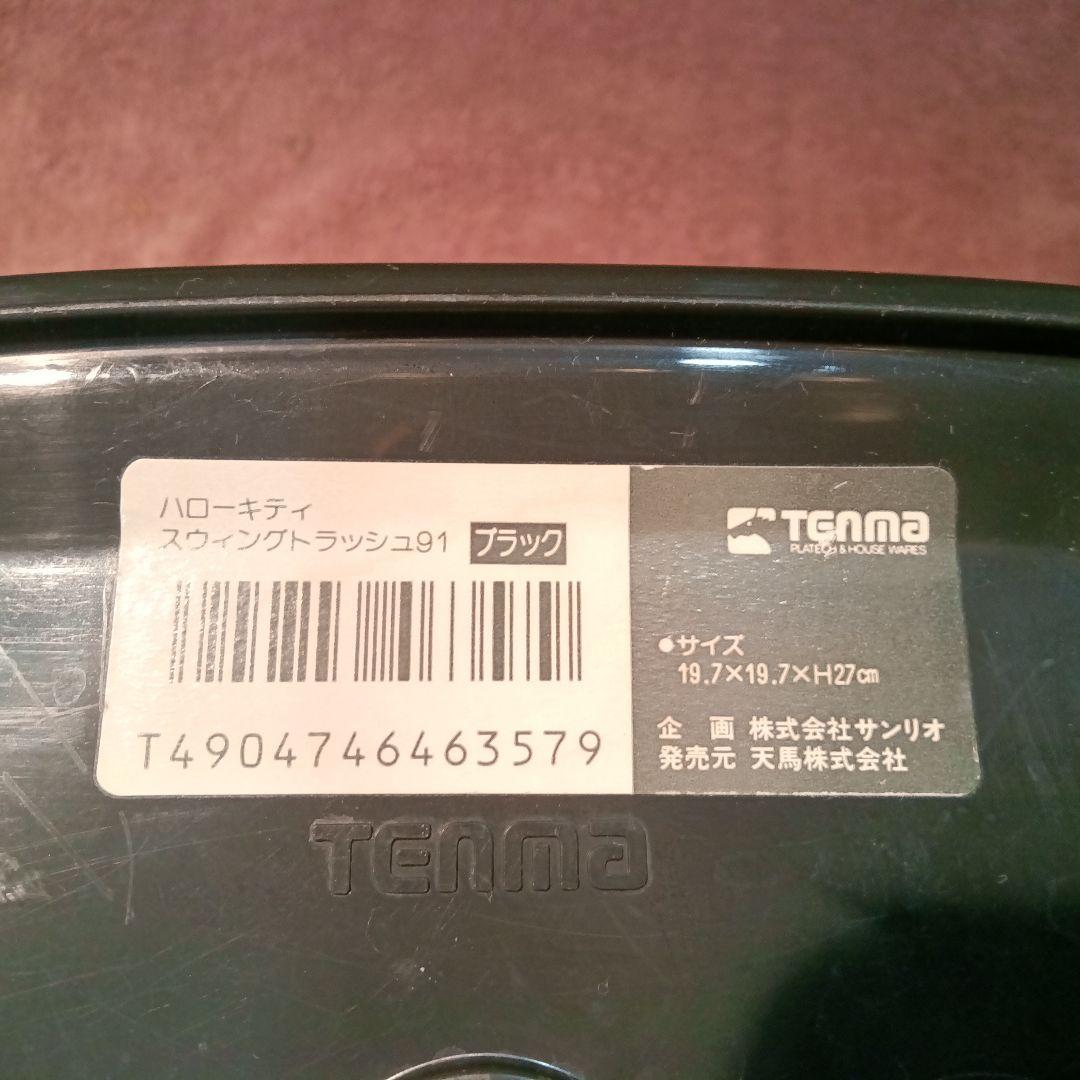 ハローキティ
スウィングトラッシュ91 ブラック
T4904746463579
TENMA
PLATECH & HOUSE WARES
●サイズ
19.7×19.7×H27cm
企 画 株式会社サンリオ
発売元 天馬株式会社
TENMA